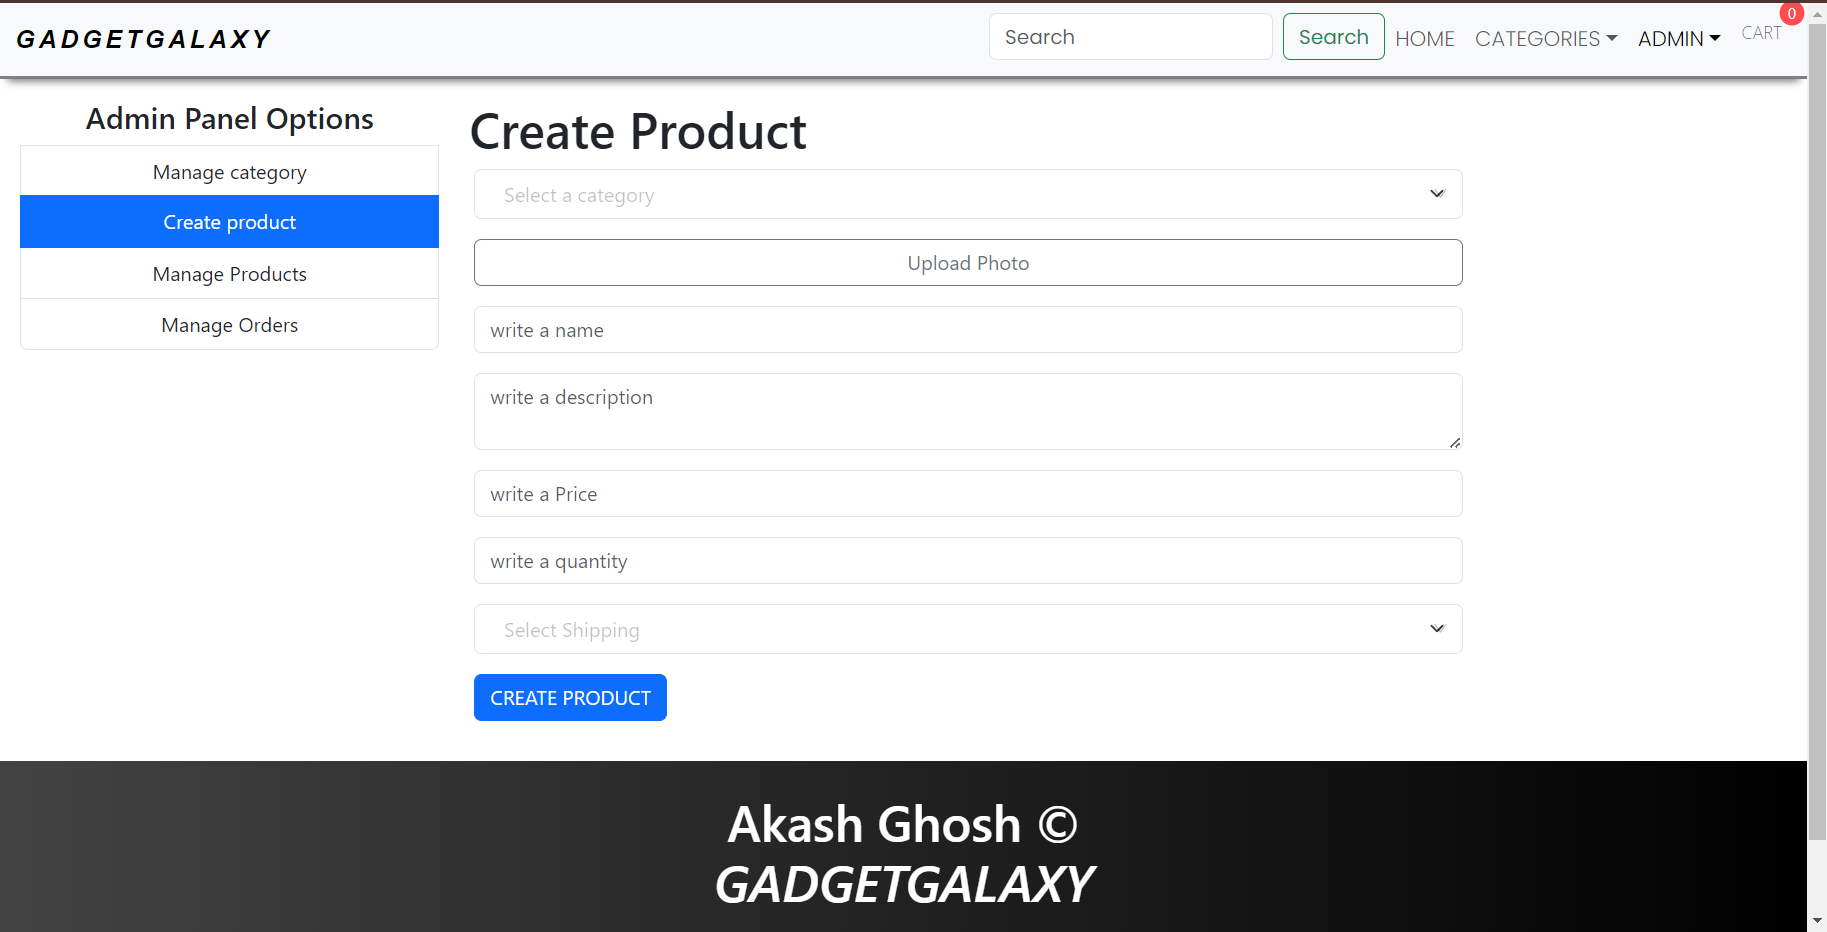 GADGETGALAXY
Search
Search
HOME
CATEGORIES
ADMIN
CART
0
Admin Panel Options
Manage category
Create product
Manage Products
Manage Orders
Create Product
Select a category
Upload Photo
write a name
write a description
write a Price
write a quantity
Select Shipping
CREATE PRODUCT
Akash Ghosh ©
GADGETGALAXY